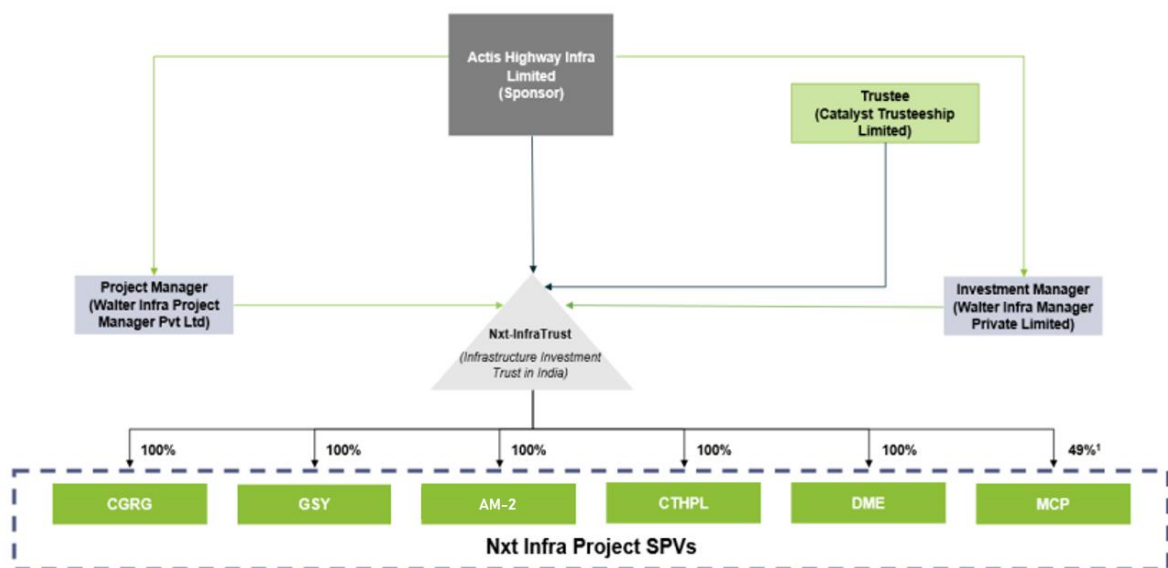 Actis Highway Infra
Limited
(Sponsor)
Trustee
(Catalyst Trusteeship
Limited)
Project Manager
(Walter Infra Project
Manager Pvt Ltd)
Investment Manager
(Walter Infra Manager
Private Limited)
Nxt-InfraTrust
(Infrastructure Investment
Trust in India)
100% 100% 100% 100% 100% 49%¹
CGRG GSY AM-2 CTHPL DME MCP
Nxt Infra Project SPVs